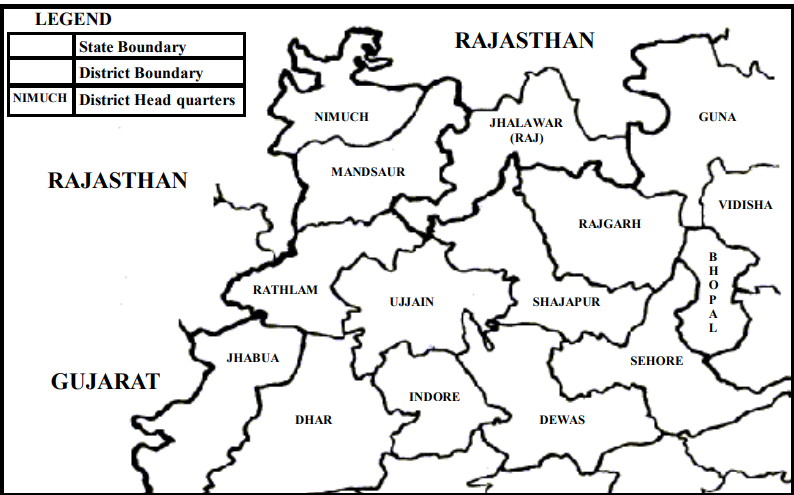 LEGEND
State Boundary
District Boundary
NIMUCH District Head quarters
RAJASTHAN
NIMUCH
JHALAWAR
(RAJ)
GUNA
MANDSAUR
RAJASTHAN
VIDISHA
RAJGARH
BHOPAL
RATHLAM
UJJAIN
SHAJAPUR
JHABUA
SEHORE
GUJARAT
INDORE
DHAR
DEWAS